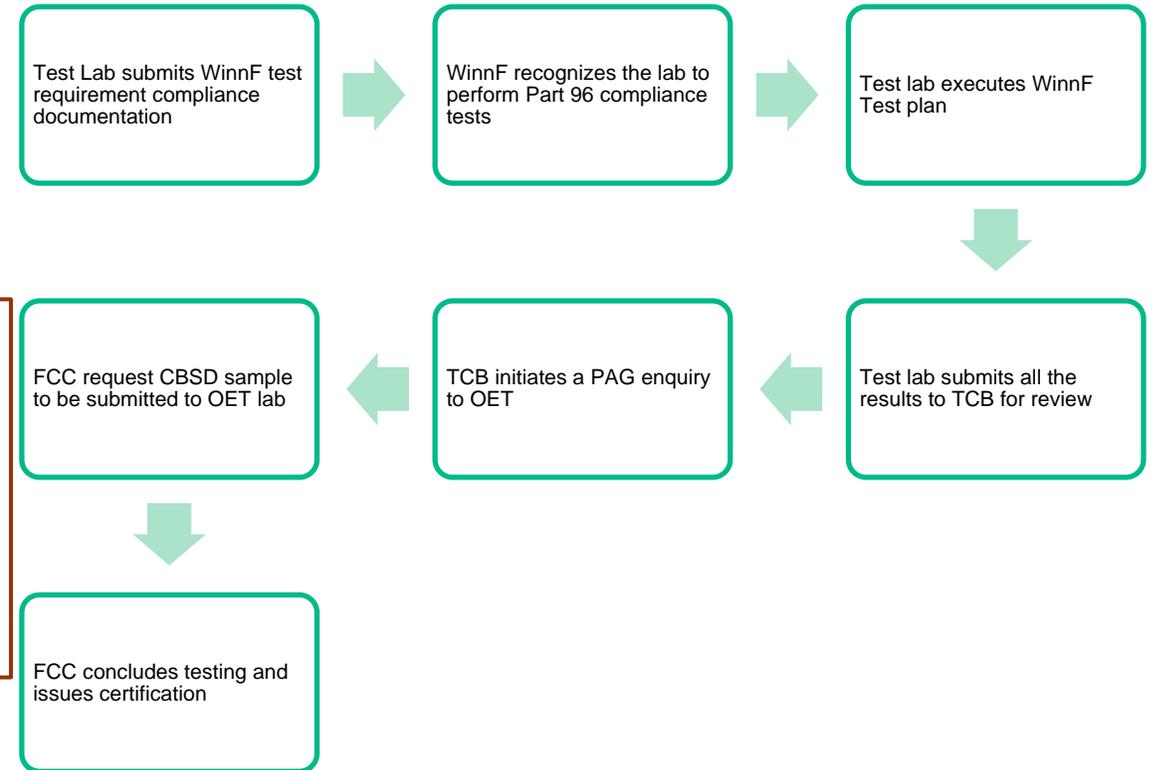 Test Lab submits WinnF test
requirement compliance
documentation
WinnF recognizes the lab to
perform Part 96 compliance
tests
Test lab executes WinnF
Test plan
Test lab submits all the
results to TCB for review
TCB initiates a PAG enquiry
to OET
FCC request CBSD sample
to be submitted to OET lab
FCC concludes testing and
issues certification